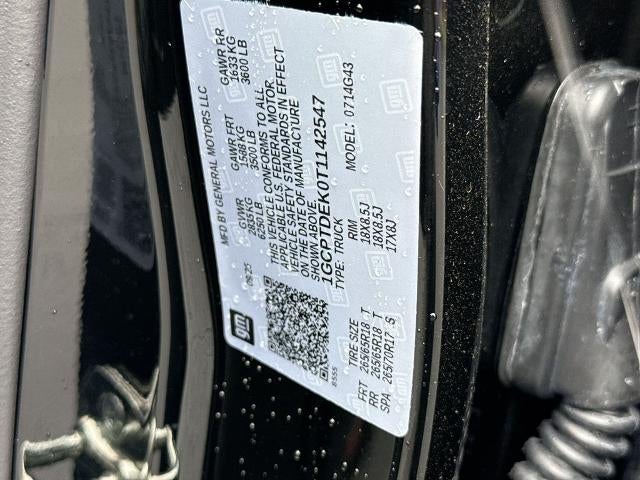 MFD BY GENERAL MOTORS LLC
GVWR GAWR FRT GAWR RR
2835 KG 1588 KG 1633 KG
6250 LB 3500 LB 3600 LB
THIS VEHICLE CONFORMS TO ALL
APPLICABLE U.S. FEDERAL MOTOR
VEHICLE SAFETY STANDARDS IN EFFECT
ON THE DATE OF MANUFACTURE
SHOWN ABOVE.
1GCPTDEK0T1142547
TYPE: TRUCK MODEL: 0714G43
TIRE SIZE RIM
FRT 265/65R18 T 18X8.5J
RR 265/65R18 T 18X8.5J
SPA 265/70R17 S 17X8J
gm